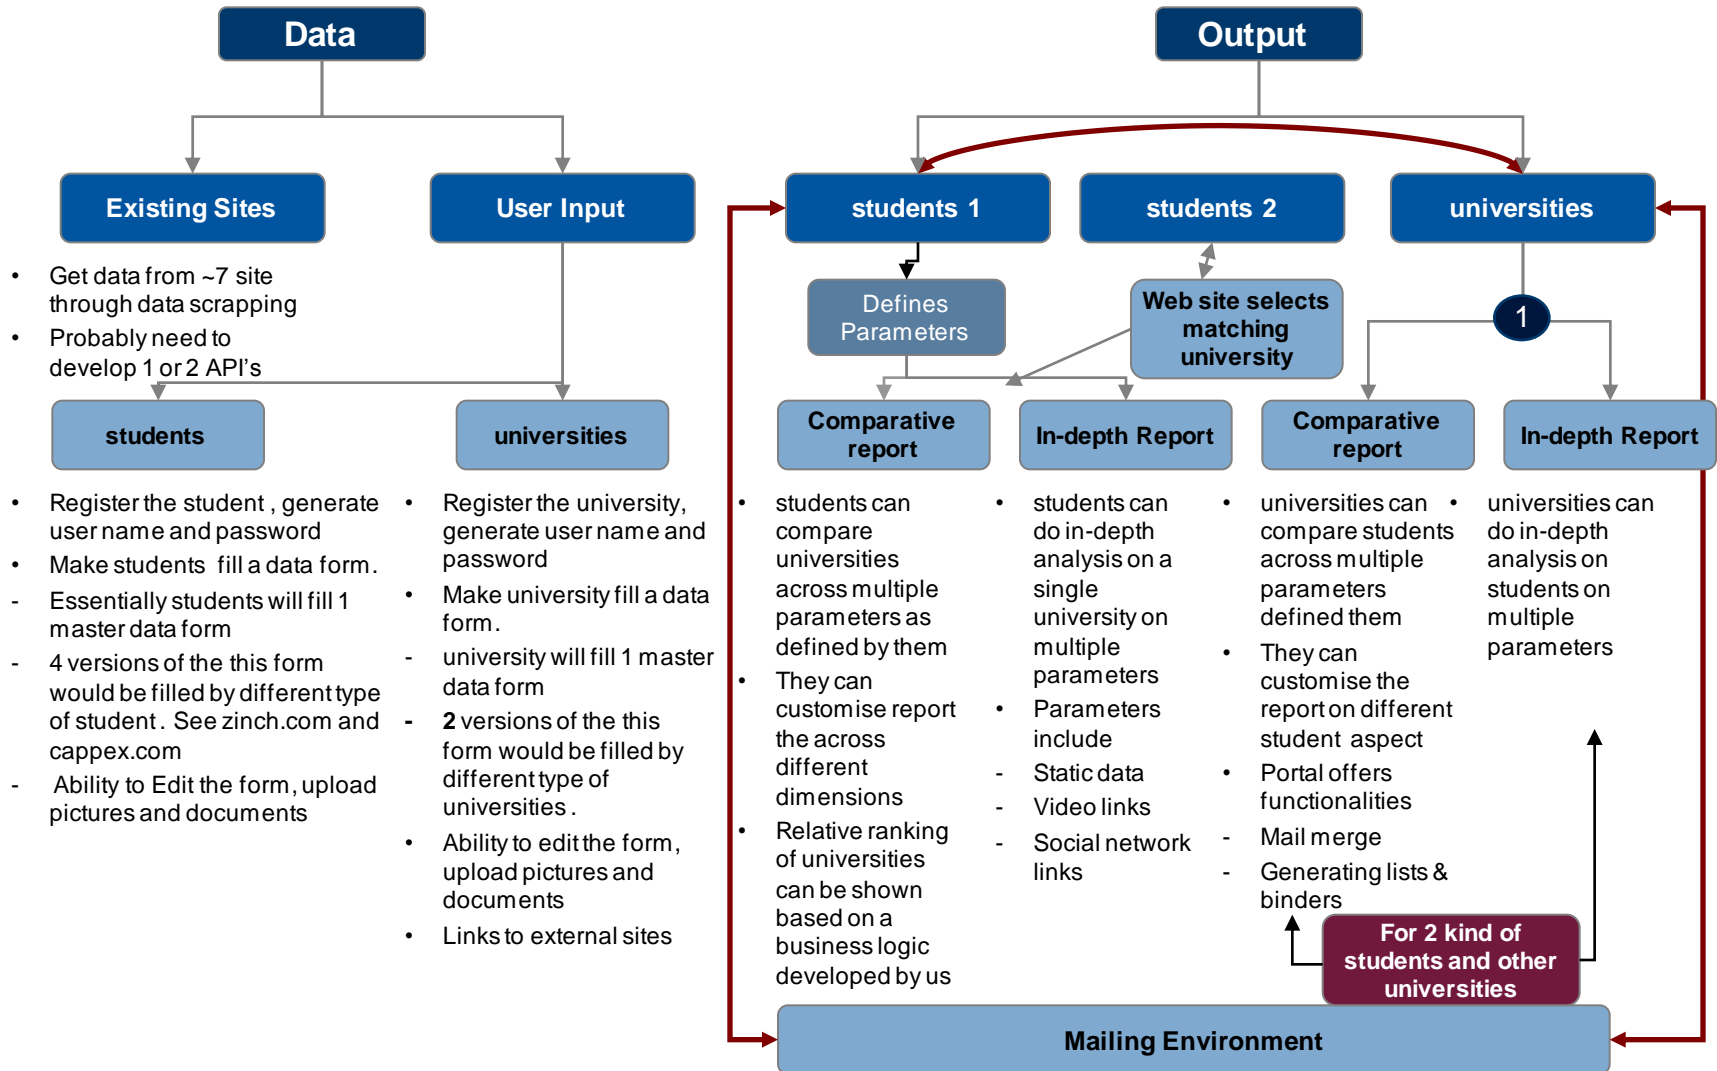 Data
Output
Existing Sites
User Input
students 1
students 2
universities
• Get data from ~7 site
through data scrapping
• Probably need to
develop 1 or 2 API's
Defines
Parameters
Web site selects
matching
university
1
students
universities
Comparative
report
In-depth Report
Comparative
report
In-depth Report
• Register the student , generate
user name and password
• Make students fill a data form.
- Essentially students will fill 1
master data form
- 4 versions of the this form
would be filled by different type
of student . See zinch.com and
cappex.com
- Ability to Edit the form, upload
pictures and documents
• Register the university,
generate user name and
password
• Make university fill a data
form.
- university will fill 1 master
data form
- 2 versions of the this
form would be filled by
different type of
universities .
• Ability to edit the form,
upload pictures and
documents
• Links to external sites
• students can
compare
universities
across multiple
parameters as
defined by them
• They can
customise report
the across
different
dimensions
• Relative ranking
of universities
can be shown
based on a
business logic
developed by us
• students can
do in-depth
analysis on a
single
university on
multiple
parameters
• Parameters
include
- Static data
- Video links
- Social network
links
• universities can
compare students
across multiple
parameters
defined them
• They can
customise the
report on different
student aspect
• Portal offers
functionalities
- Mail merge
- Generating lists &
binders
• universities can
do in-depth
analysis on
students on
multiple
parameters
For 2 kind of
students and other
universities
Mailing Environment